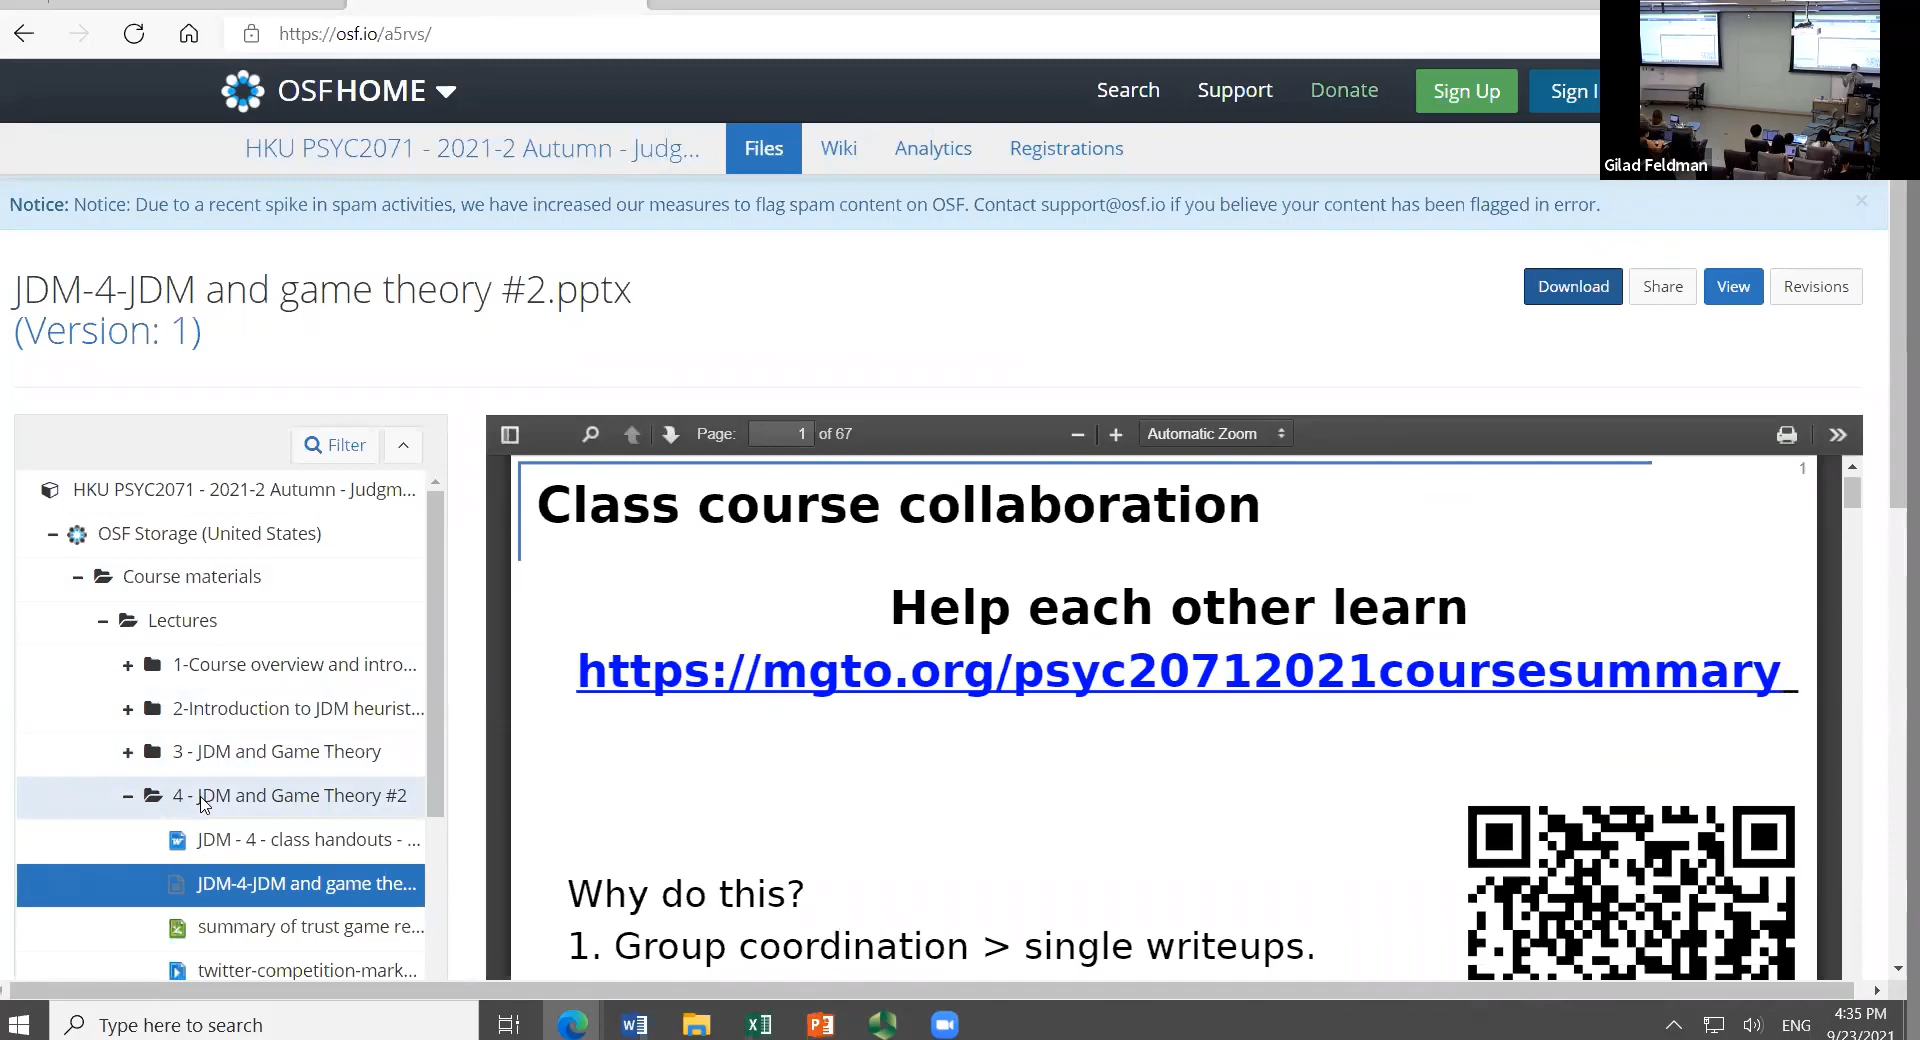 https://osf.io/a5rvs/
OSFHOME
Search
Support
Donate
Sign Up
Sign I
Gilad Feldman
HKU PSYC2071 - 2021-2 Autumn - Judg...
Files
Wiki
Analytics
Registrations
Notice: Notice: Due to a recent spike in spam activities, we have increased our measures to flag spam content on OSF. Contact support@osf.io if you believe your content has been flagged in error.
JDM-4-JDM and game theory #2.pptx
(Version: 1)
Download
Share
View
Revisions
Filter
Page: 1 of 67
Automatic Zoom
HKU PSYC2071 - 2021-2 Autumn - Judgm...
OSF Storage (United States)
Course materials
Lectures
1-Course overview and intro...
2-Introduction to JDM heurist...
3 - JDM and Game Theory
4 - JDM and Game Theory #2
JDM - 4 - class handouts - ...
JDM-4-JDM and game the...
summary of trust game re...
twitter-competition-mark...
1
Class course collaboration
Help each other learn
https://mgto.org/psyc20712021coursesummary
Why do this?
1. Group coordination > single writeups.
Type here to search
ENG
4:35 PM
9/23/2021